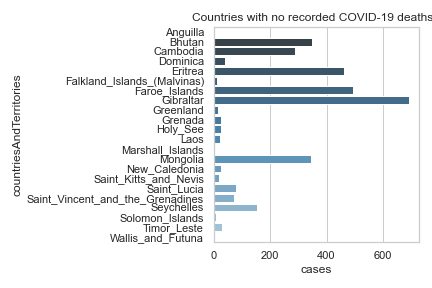 Countries with no recorded COVID-19 deaths
countriesAndTerritories
Anguilla
Bhutan
Cambodia
Dominica
Eritrea
Falkland_Islands_(Malvinas)
Faroe_Islands
Gibraltar
Greenland
Grenada
Holy_See
Laos
Marshall_Islands
Mongolia
New_Caledonia
Saint_Kitts_and_Nevis
Saint_Lucia
Saint_Vincent_and_the_Grenadines
Seychelles
Solomon_Islands
Timor_Leste
Wallis_and_Futuna
0 200 400 600
cases